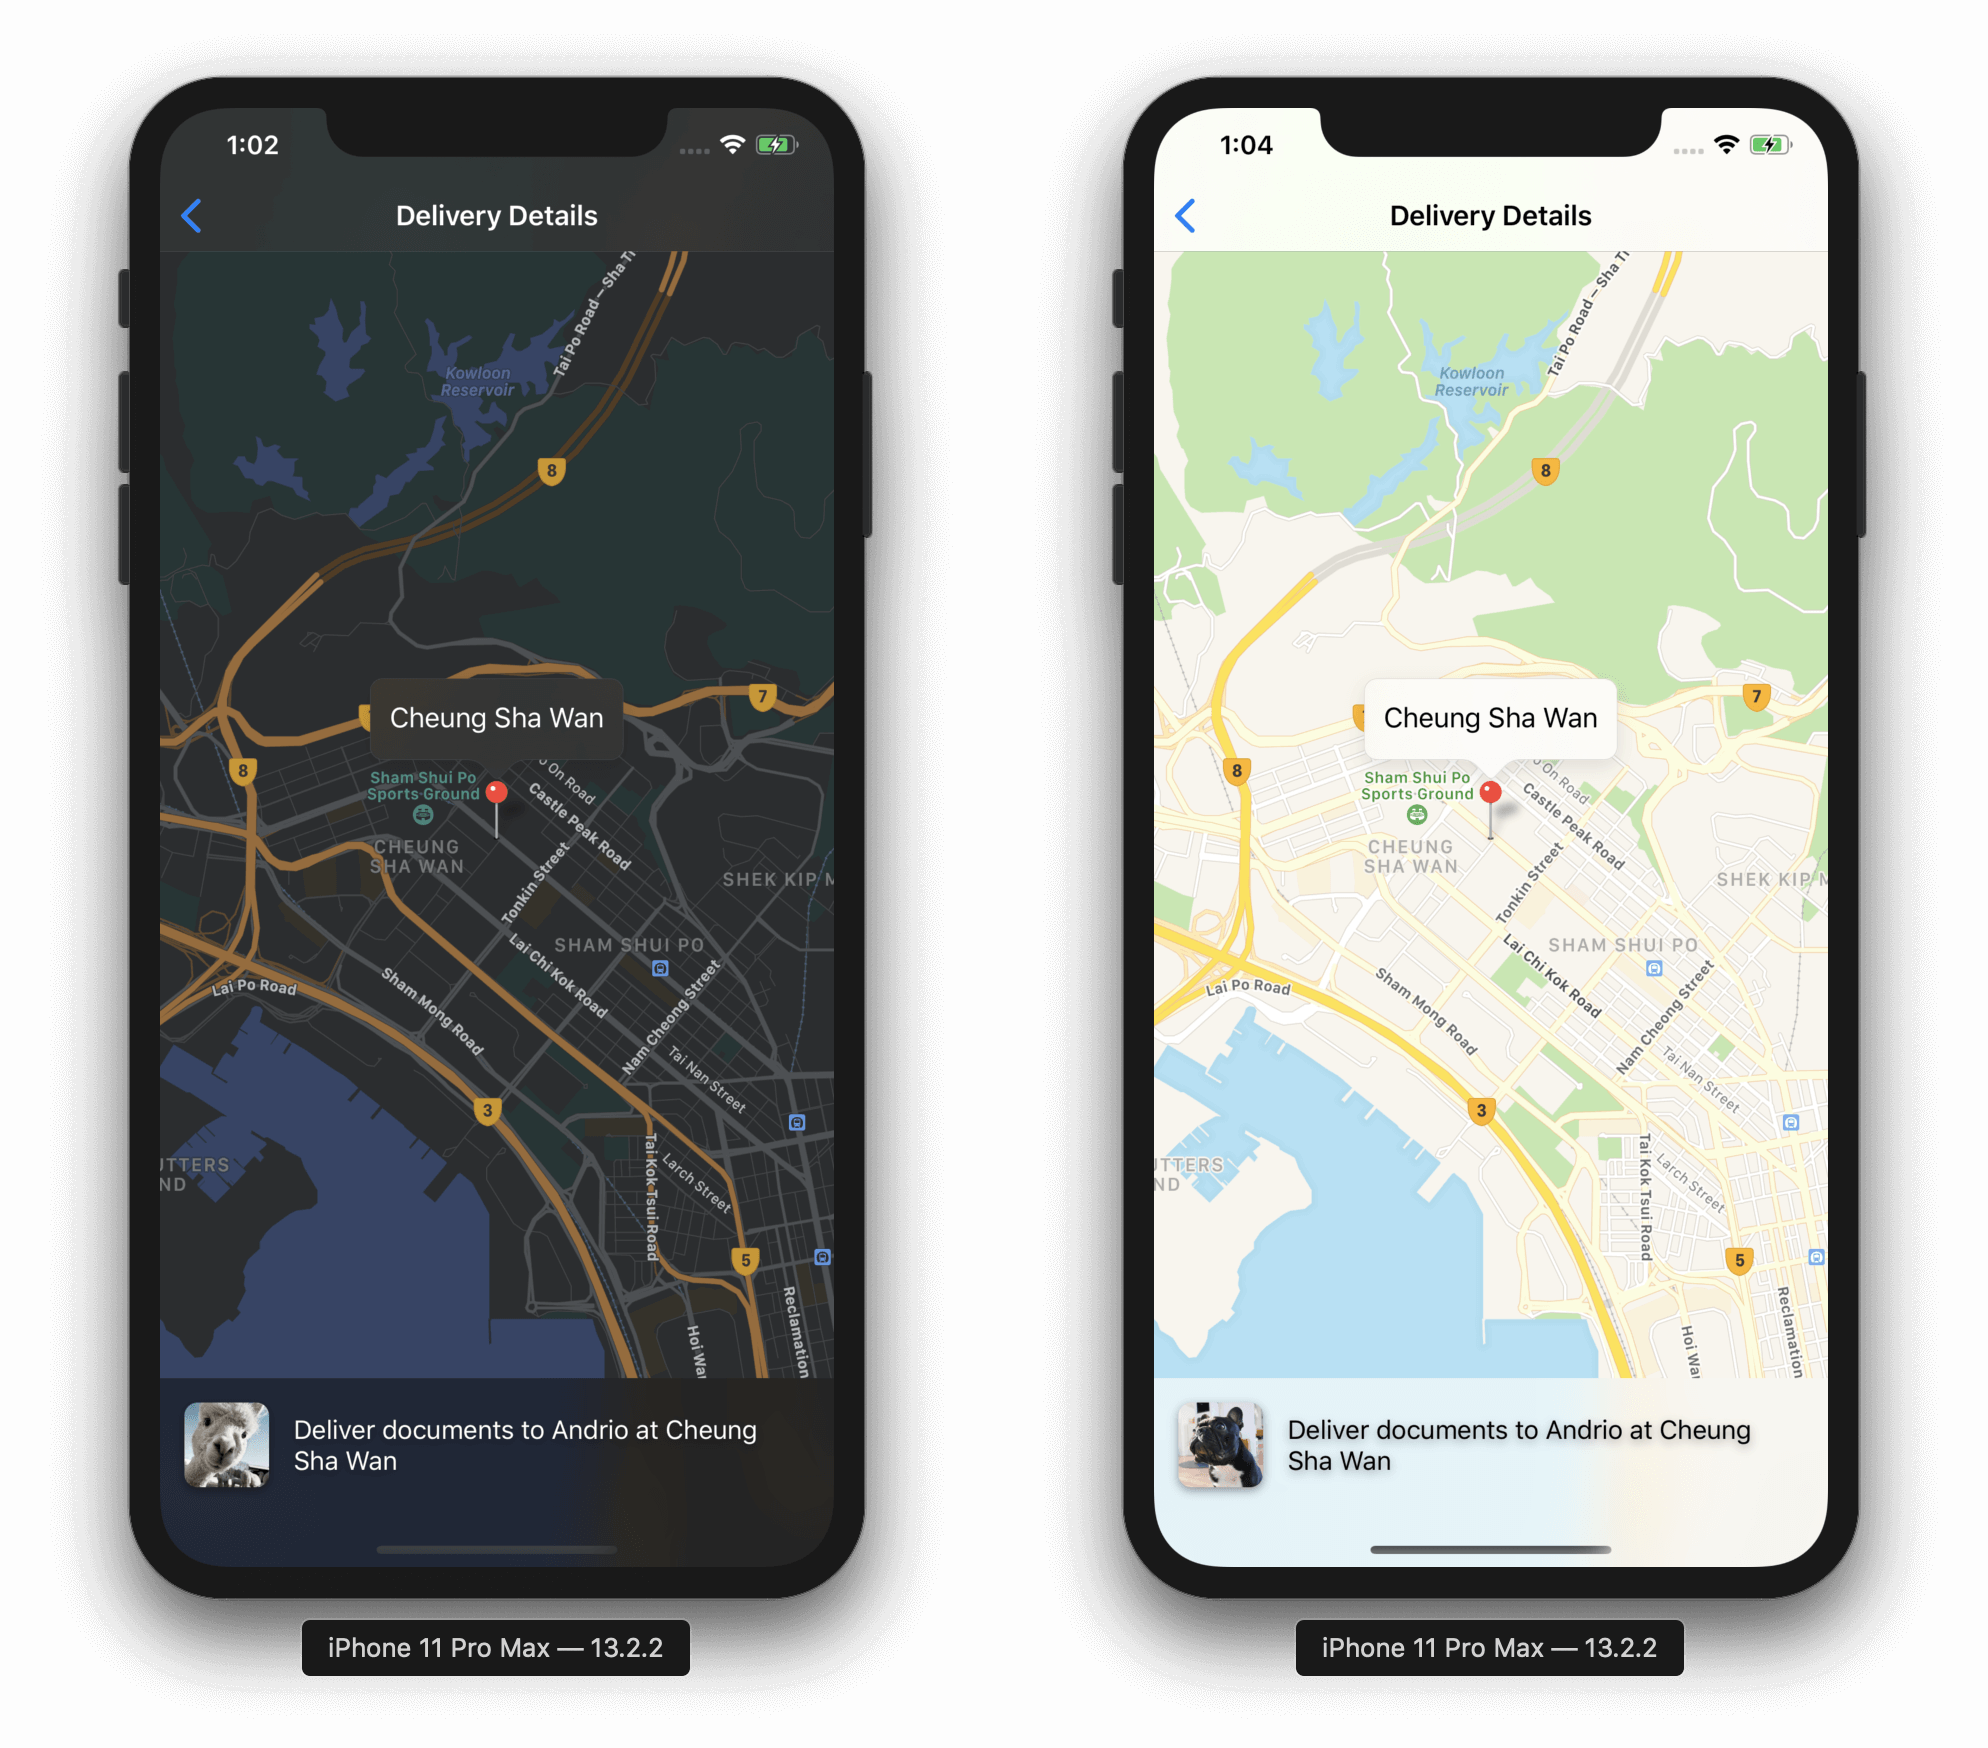 1:02
Delivery Details
Tai Po Road – Sha Ti
Kowloon
Reservoir
8
7
Cheung Sha Wan
8
Sham Shui Po
Sports Ground
On Road
Castle Peak Road
CHEUNG
SHA WAN
Tonkin Street
SHEK KIP M
SHAM SHUI PO
Lai Chi Kok Road
Lai Po Road
Sham Mong Road
Nam Cheong Street
Tai Nan Street
3
UTTERS
ND
Tai Kok Tsui Road
Larch Street
5
Reclamation
Hoi Wa
Deliver documents to Andrio at Cheung
Sha Wan
iPhone 11 Pro Max — 13.2.2
1:04
Delivery Details
Tai Po Road – Sha T
Kowloon
Reservoir
8
7
Cheung Sha Wan
8
Sham Shui Po
Sports Ground
On Road
Castle Peak Road
CHEUNG
SHA WAN
Tonkin Street
SHEK KIP M
SHAM SHUI PO
Lai Chi Kok Road
Lai Po Road
Sham Mong Road
Nam Cheong Street
Tai Nan Street
3
UTTERS
ND
Tai Kok Tsui Road
Larch Street
5
Reclamation
Hoi Wa
Deliver documents to Andrio at Cheung
Sha Wan
iPhone 11 Pro Max — 13.2.2